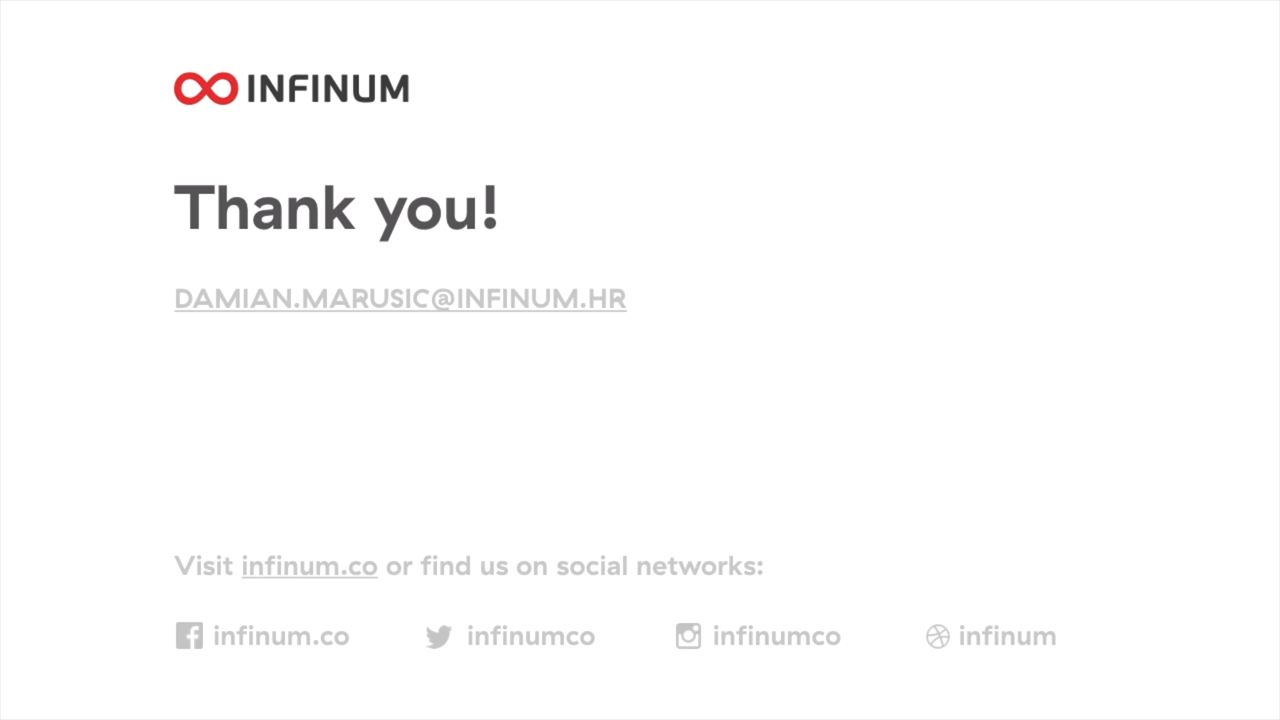 INFINUM
Thank you!
DAMIAN.MARUSIC@INFINUM.HR
Visit infinum.co or find us on social networks:
infinum.co infinumco infinumco infinum